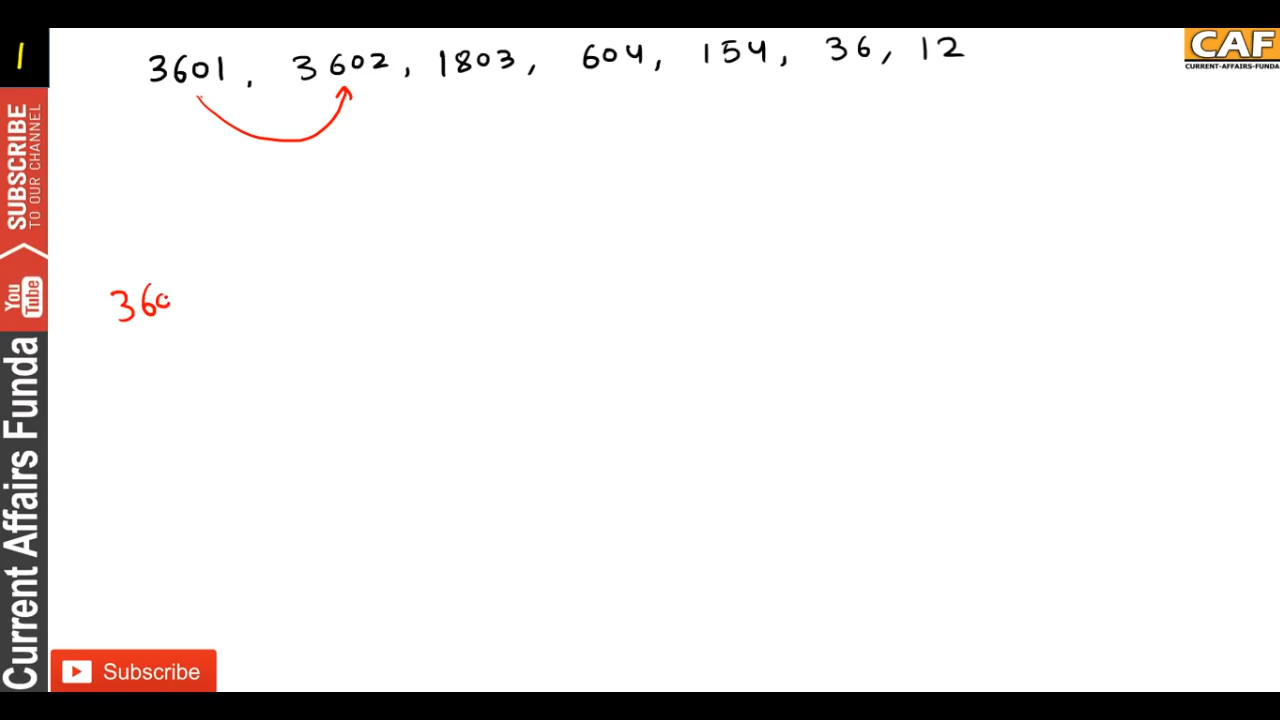 1
3601, 3602, 1803, 604, 154, 36, 12
CAF
CURRENT-AFFAIRS-FUNDA
360
SUBSCRIBE
TO OUR CHANNEL
You
Tube
Current Affairs Funda
Subscribe